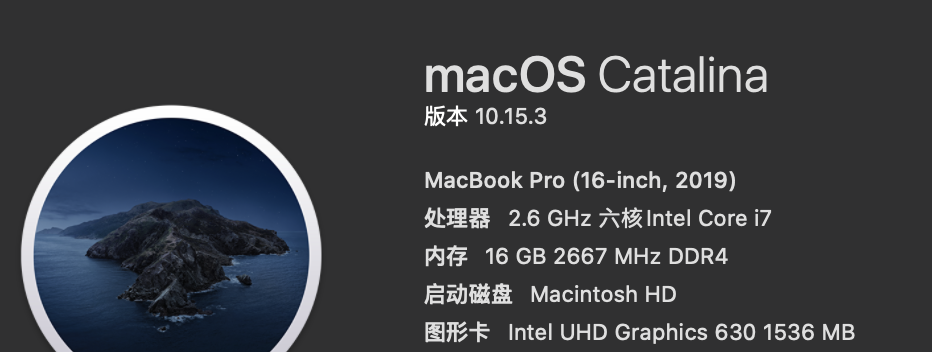 macOS Catalina
版本 10.15.3
MacBook Pro (16-inch, 2019)
处理器 2.6 GHz 六核Intel Core i7
内存 16 GB 2667 MHz DDR4
启动磁盘 Macintosh HD
图形卡 Intel UHD Graphics 630 1536 MB